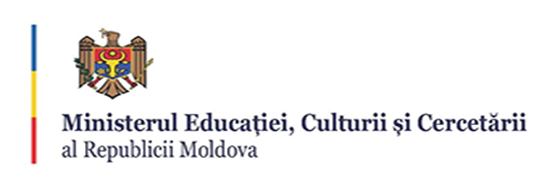 Ministerul Educației, Culturii și Cercetării
al Republicii Moldova